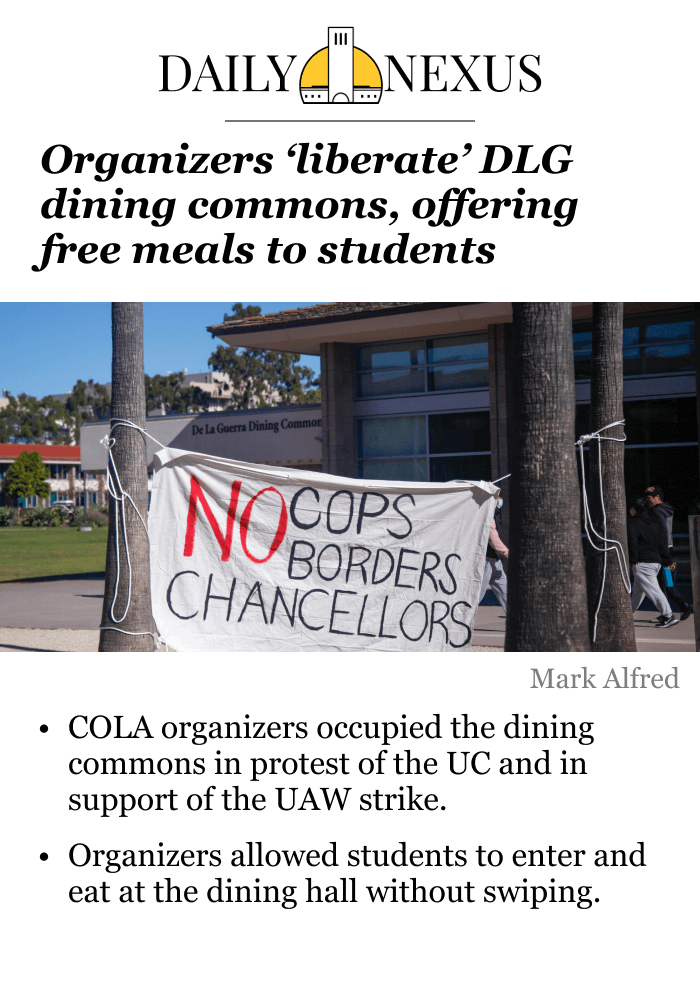 DAILY NEXUS
Organizers ‘liberate’ DLG
dining commons, offering
free meals to students
De La Guerra Dining Common
NO COPS
BORDERS
CHANCELLORS
Mark Alfred
• COLA organizers occupied the dining
commons in protest of the UC and in
support of the UAW strike.
• Organizers allowed students to enter and
eat at the dining hall without swiping.